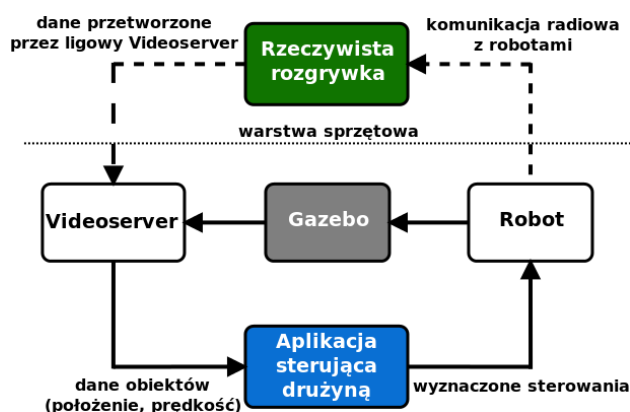 dane przetworzone
przez ligowy Videoserver
Rzeczywista
rozgrywka
komunikacja radiowa
z robotami
warstwa sprzętowa
Videoserver
Gazebo
Robot
Aplikacja
sterująca
drużyną
dane obiektów
(położenie, prędkość)
wyznaczone sterowania